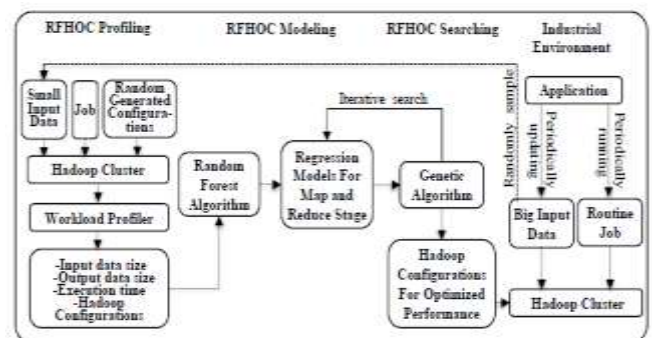 RFHOC Profiling
RFHOC Modeling
RFHOC Searching
Industrial
Environment
Small
Input
Data
Job
Random
Generated
Configura-
tions
Hadoop Cluster
Workload Profiler
-Input data size
-Output data size
-Execution time
-Hadoop
Configurations
Random
Forest
Algorithm
Iterative search
Regression
Models For
Map and
Reduce Stage
Genetic
Algorithm
Hadoop
Configurations
For Optimized
Performance
Randomly sample
Application
Periodically
updating
Periodically
running
Big Input
Data
Routine
Job
Hadoop Cluster